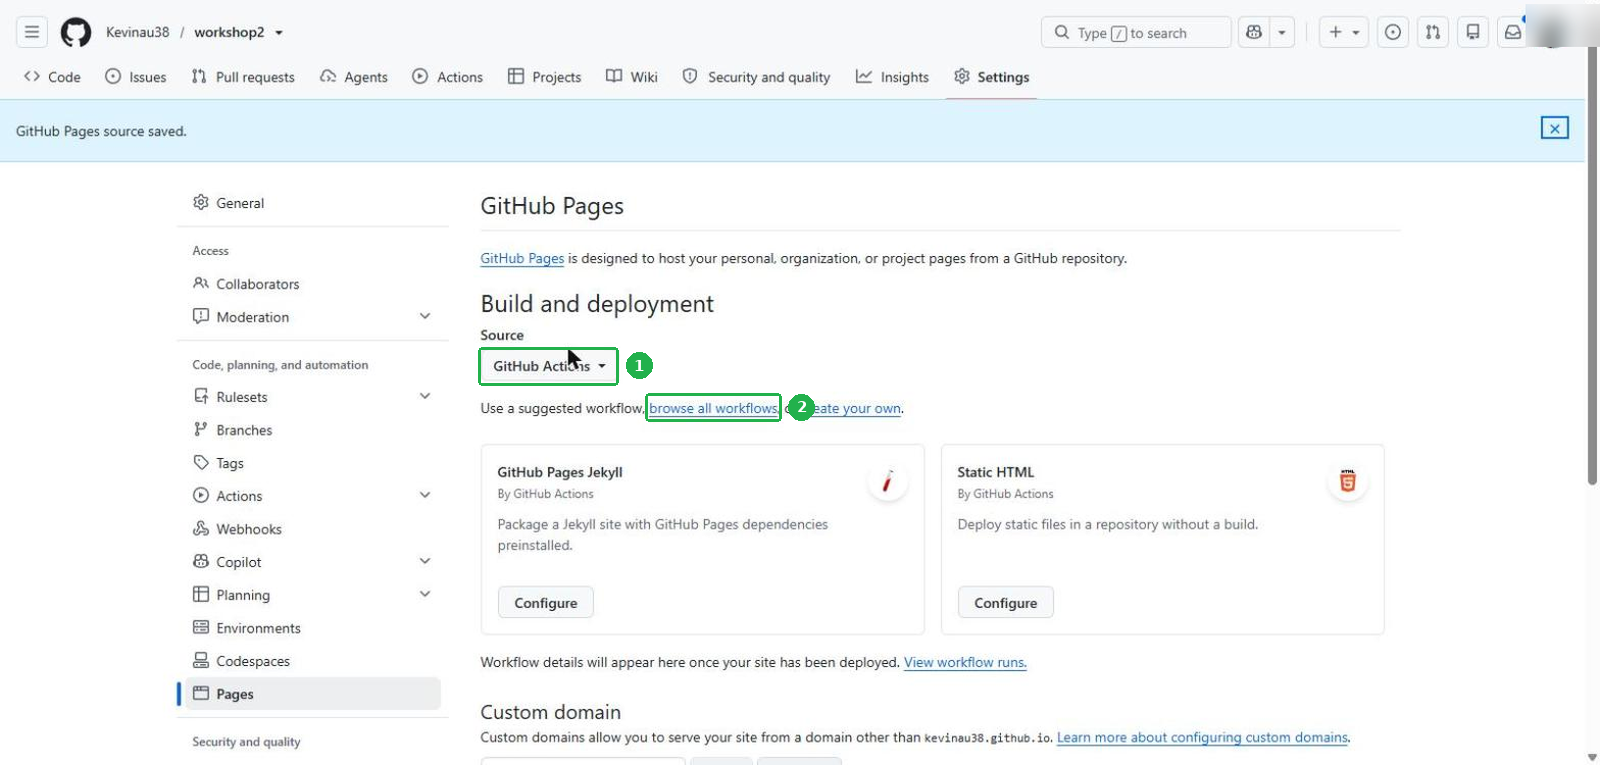 Kevinau38 / workshop2
Type / to search
Code
Issues
Pull requests
Agents
Actions
Projects
Wiki
Security and quality
Insights
Settings
GitHub Pages source saved.
General
Access
Collaborators
Moderation
Code, planning, and automation
Rulesets
Branches
Tags
Actions
Webhooks
Copilot
Planning
Environments
Codespaces
Pages
Security and quality
GitHub Pages
GitHub Pages is designed to host your personal, organization, or project pages from a GitHub repository.
Build and deployment
Source
GitHub Actions
1
Use a suggested workflow, browse all workflows, 2 eate your own.
GitHub Pages Jekyll
By GitHub Actions
Package a Jekyll site with GitHub Pages dependencies
preinstalled.
Configure
Static HTML
By GitHub Actions
HTML
5
Deploy static files in a repository without a build.
Configure
Workflow details will appear here once your site has been deployed. View workflow runs.
Custom domain
Custom domains allow you to serve your site from a domain other than kevinau38.github.io. Learn more about configuring custom domains.